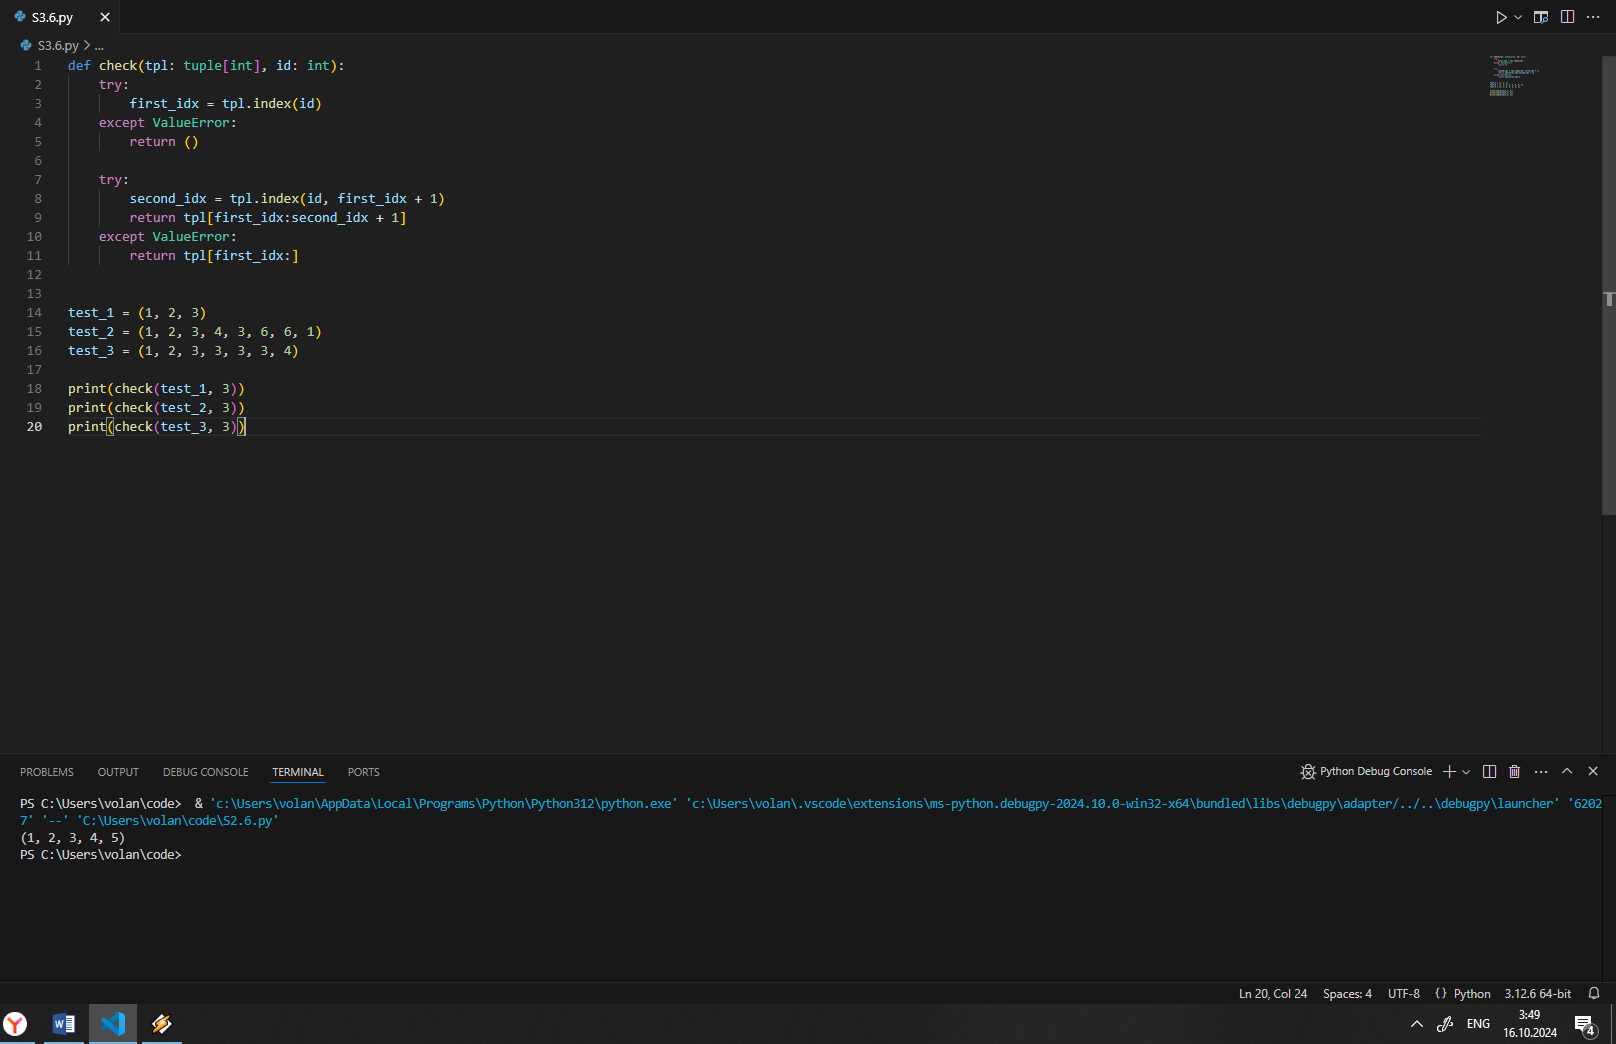 S3.6.py
S3.6.py > ...
1 def check(tpl: tuple[int], id: int):
2     try:
3         first_idx = tpl.index(id)
4     except ValueError:
5         return ()
6
7     try:
8         second_idx = tpl.index(id, first_idx + 1)
9         return tpl[first_idx:second_idx + 1]
10     except ValueError:
11         return tpl[first_idx:]
12
13
14 test_1 = (1, 2, 3)
15 test_2 = (1, 2, 3, 4, 3, 6, 6, 1)
16 test_3 = (1, 2, 3, 3, 3, 3, 4)
17
18 print(check(test_1, 3))
19 print(check(test_2, 3))
20 print(check(test_3, 3))
PROBLEMS OUTPUT DEBUG CONSOLE TERMINAL PORTS Python Debug Console
PS C:\Users\volan\code>  & 'c:\Users\volan\AppData\Local\Programs\Python\Python312\python.exe' 'c:\Users\volan\.vscode\extensions\ms-python.debugpy-2024.10.0-win32-x64\bundled\libs\debugpy\adapter/../..\debugpy\launcher' '6202
7' '--' 'C:\Users\volan\code\S2.6.py'
(1, 2, 3, 4, 5)
PS C:\Users\volan\code>
Ln 20, Col 24 Spaces: 4 UTF-8 {} Python 3.12.6 64-bit
ENG 3:49
16.10.2024 4